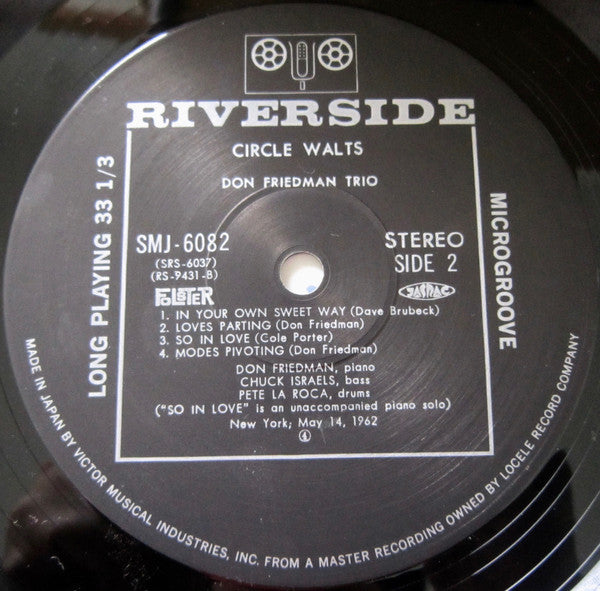 RIVERSIDE
CIRCLE WALTS
DON FRIEDMAN TRIO
LONG PLAYING 33 1/3
MICROGROOVE
SMJ-6082
(SRS-6037)
(RS-9431-B)
STEREO
SIDE 2
POLYSTER
JASRAC
1. IN YOUR OWN SWEET WAY (Dave Brubeck)
2. LOVES PARTING (Don Friedman)
3. SO IN LOVE (Cole Porter)
4. MODES PIVOTING (Don Friedman)
DON FRIEDMAN, piano
CHUCK ISRAELS, bass
PETE LA ROCA, drums
("SO IN LOVE" is an unaccompanied piano solo)
New York; May 14, 1962
4
MADE IN JAPAN BY VICTOR MUSICAL INDUSTRIES, INC. FROM A MASTER RECORDING OWNED BY LOCELE RECORD COMPANY